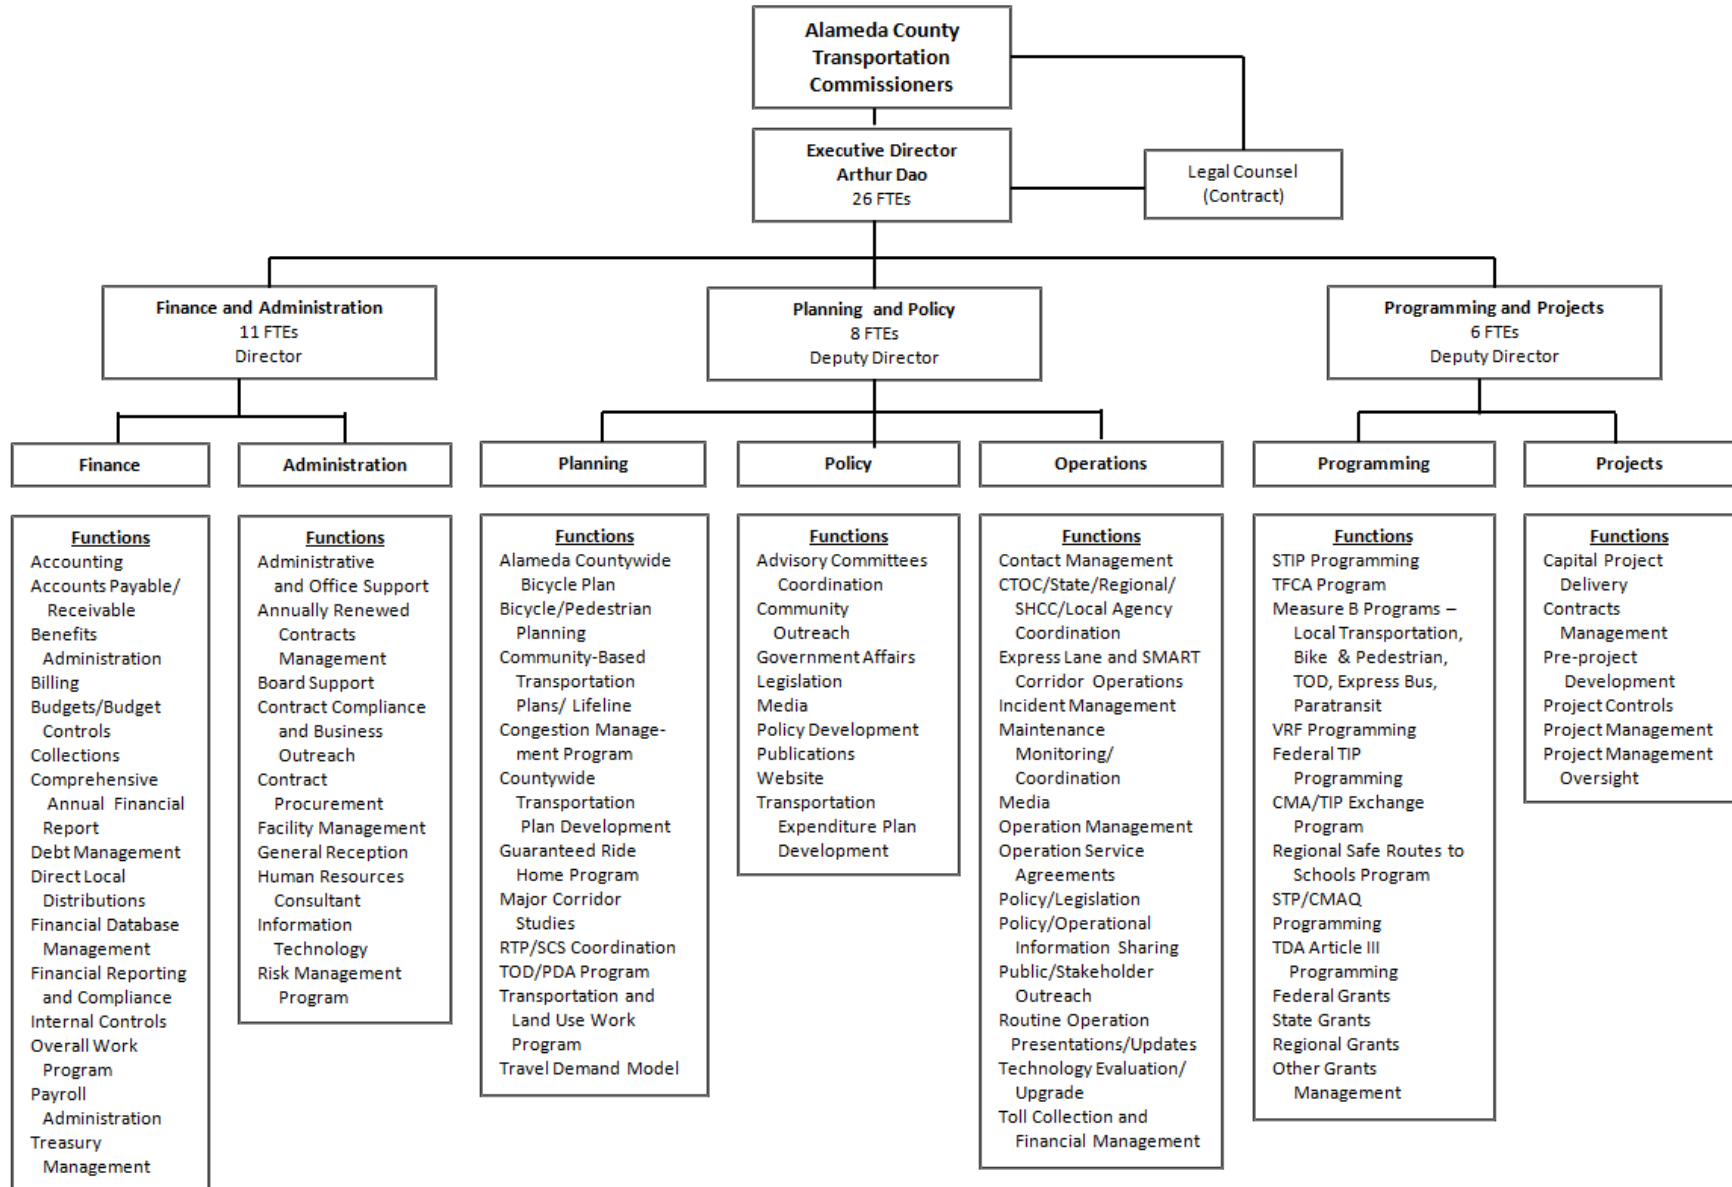 Alameda County
Transportation
Commissioners
Executive Director
Arthur Dao
26 FTEs
Legal Counsel
(Contract)
Finance and Administration
11 FTEs
Director
Planning and Policy
8 FTEs
Deputy Director
Programming and Projects
6 FTEs
Deputy Director
Finance
Administration
Planning
Policy
Operations
Programming
Projects
Functions
Accounting
Accounts Payable/
Receivable
Benefits
Administration
Billing
Budgets/Budget
Controls
Collections
Comprehensive
Annual Financial
Report
Debt Management
Direct Local
Distributions
Financial Database
Management
Financial Reporting
and Compliance
Internal Controls
Overall Work
Program
Payroll
Administration
Treasury
Management
Functions
Administrative
and Office Support
Annually Renewed
Contracts
Management
Board Support
Contract Compliance
and Business
Outreach
Contract
Procurement
Facility Management
General Reception
Human Resources
Consultant
Information
Technology
Risk Management
Program
Functions
Alameda Countywide
Bicycle Plan
Bicycle/Pedestrian
Planning
Community-Based
Transportation
Plans/ Lifeline
Congestion Manage-
ment Program
Countywide
Transportation
Plan Development
Guaranteed Ride
Home Program
Major Corridor
Studies
RTP/SCS Coordination
TOD/PDA Program
Transportation and
Land Use Work
Program
Travel Demand Model
Functions
Advisory Committees
Coordination
Community
Outreach
Government Affairs
Legislation
Media
Policy Development
Publications
Website
Transportation
Expenditure Plan
Development
Functions
Contact Management
CTOC/State/Regional/
SHCC/Local Agency
Coordination
Express Lane and SMART
Corridor Operations
Incident Management
Maintenance
Monitoring/
Coordination
Media
Operation Management
Operation Service
Agreements
Policy/Legislation
Policy/Operational
Information Sharing
Public/Stakeholder
Outreach
Routine Operation
Presentations/Updates
Technology Evaluation/
Upgrade
Toll Collection and
Financial Management
Functions
STIP Programming
TFCA Program
Measure B Programs –
Local Transportation,
Bike & Pedestrian,
TOD, Express Bus,
Paratransit
VRF Programming
Federal TIP
Programming
CMA/TIP Exchange
Program
Regional Safe Routes to
Schools Program
STP/CMAQ
Programming
TDA Article III
Programming
Federal Grants
State Grants
Regional Grants
Other Grants
Management
Functions
Capital Project
Delivery
Contracts
Management
Pre-project
Development
Project Controls
Project Management
Project Management
Oversight